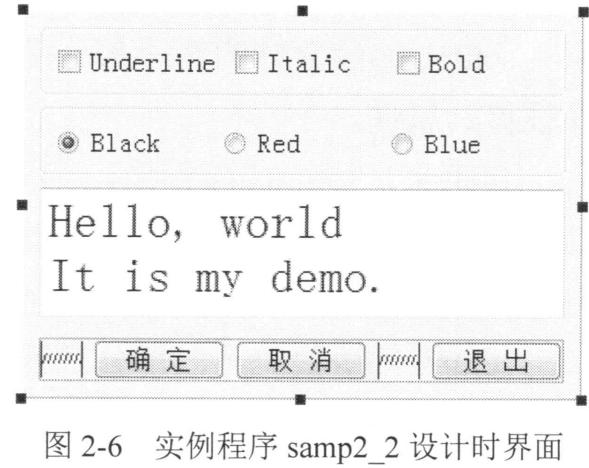 Underline Italic Bold
Black Red Blue
Hello, world
It is my demo.
确 定 取 消 退 出
图 2-6 实例程序 samp2_2 设计时界面